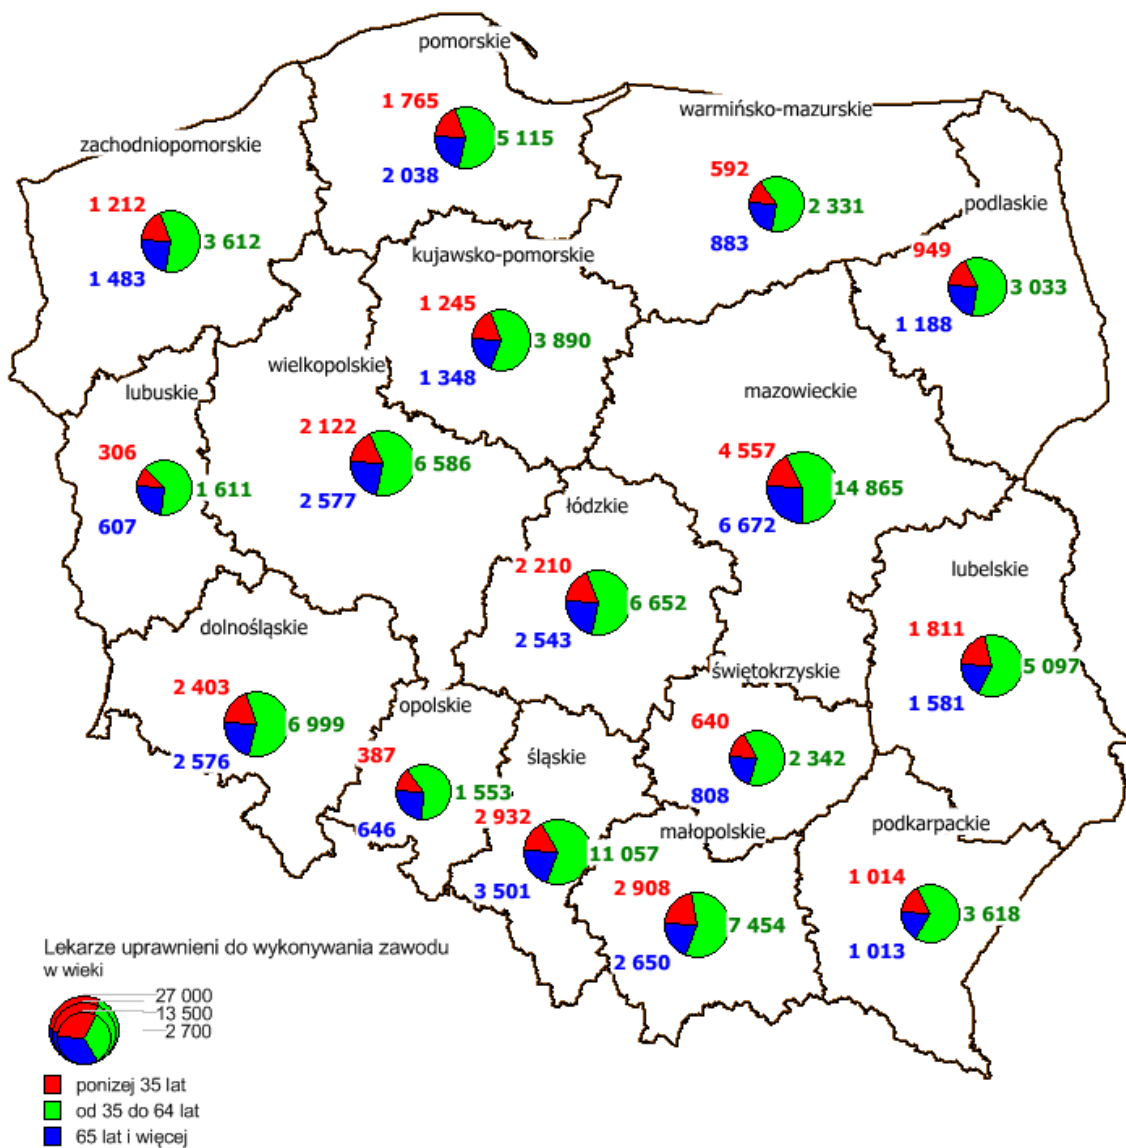 pomorskie
1 765
5 115
2 038
warmińsko-mazurskie
592
2 331
883
zachodniopomorskie
1 212
3 612
1 483
podlaskie
949
3 033
1 188
kujawsko-pomorskie
1 245
3 890
1 348
wielkopolskie
2 122
6 586
2 577
lubuskie
306
1 611
607
mazowieckie
4 557
14 865
6 672
łódzkie
2 210
6 652
2 543
lubelskie
1 811
5 097
1 581
dolnośląskie
2 403
6 999
2 576
opolskie
387
1 553
646
śląskie
2 932
11 057
3 501
świętokrzyskie
640
2 342
808
małopolskie
2 908
7 454
2 650
podkarpackie
1 014
3 618
1 013
Lekarze uprawnieni do wykonywania zawodu
w wieki
27 000
13 500
2 700
ponizej 35 lat
od 35 do 64 lat
65 lat i więcej